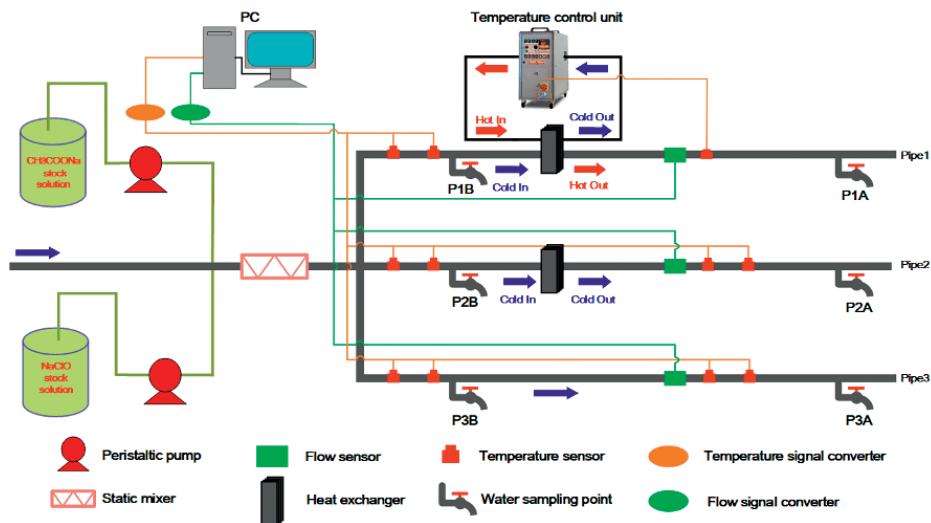 PC
Temperature control unit
CH3COONa
stock
solution
Hot In
Cold Out
Pipe1
P1B
Cold In
Hot Out
P1A
Pipe2
P2B
Cold In
Cold Out
P2A
NaClO
stock
solution
Pipe3
P3B
P3A
Peristaltic pump
Flow sensor
Temperature sensor
Temperature signal converter
Static mixer
Heat exchanger
Water sampling point
Flow signal converter